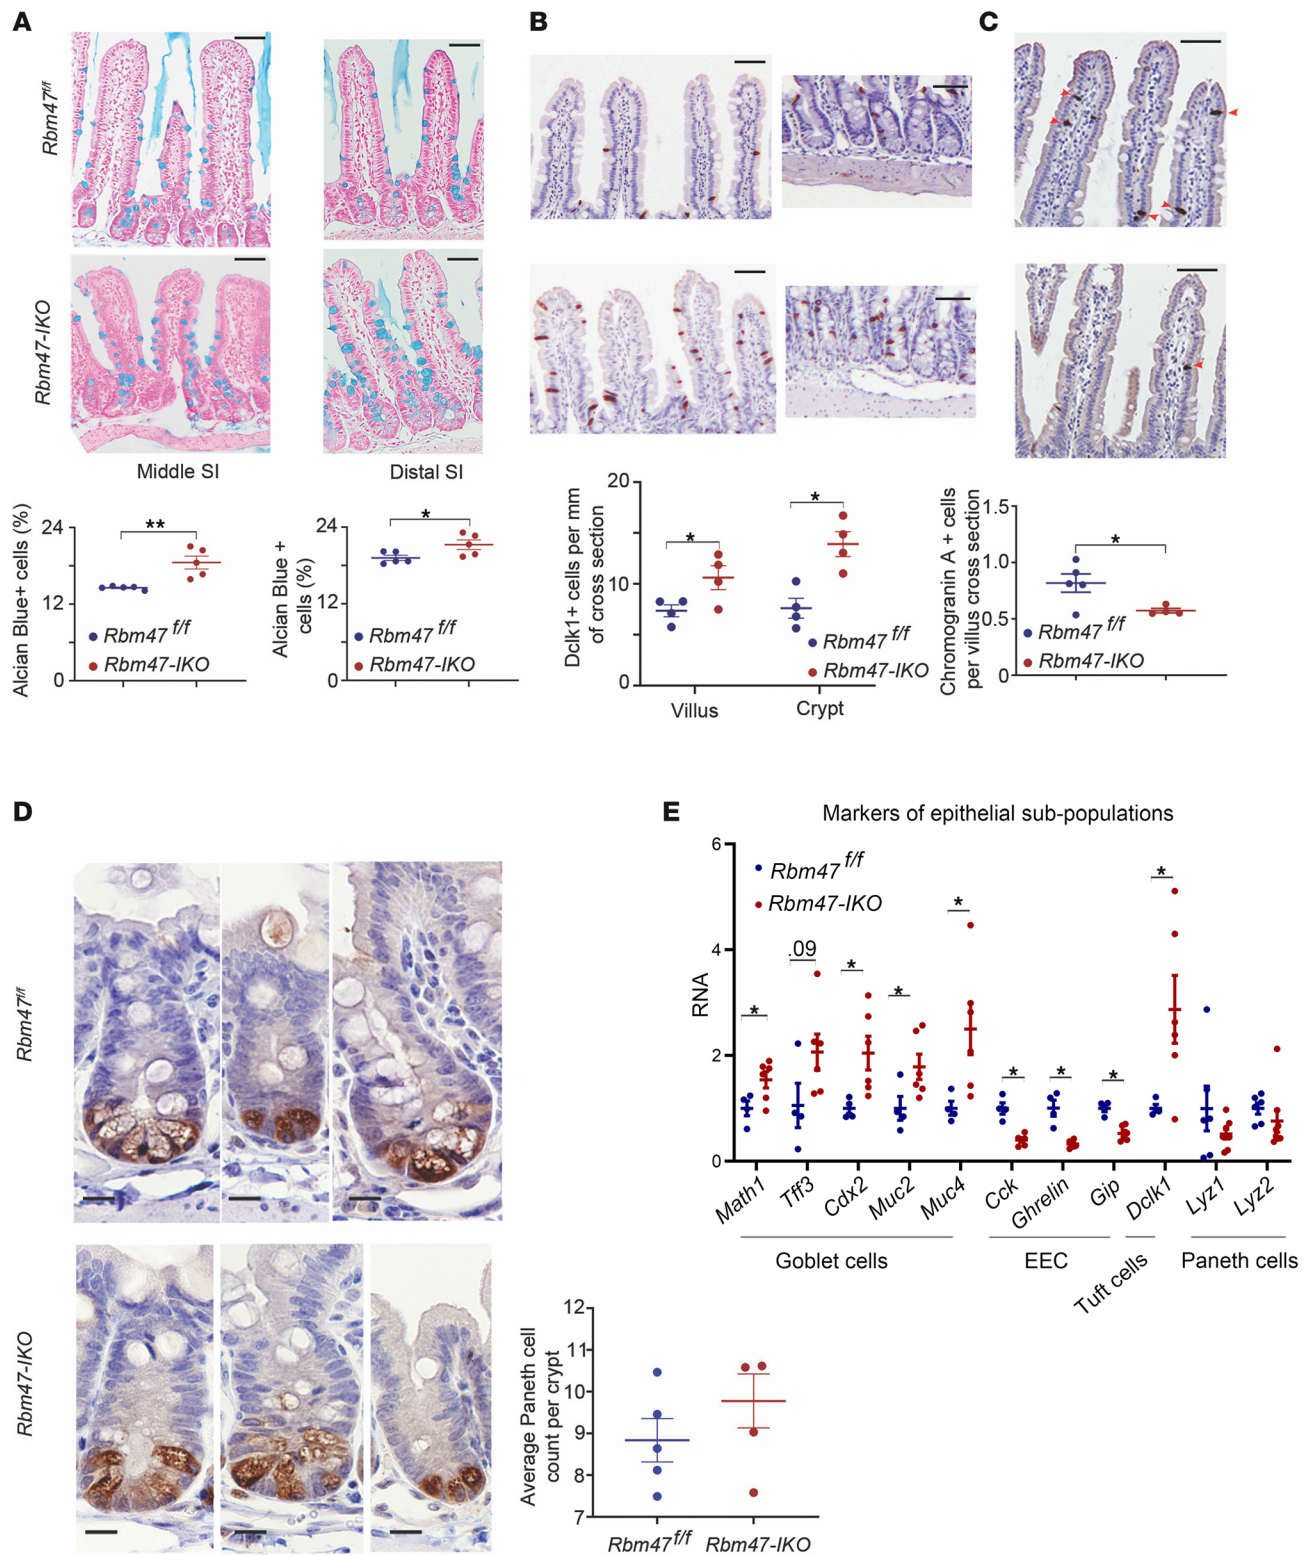 A
B
C
Rbm47f/f
Rbm47-IKO
Middle SI
Distal SI
Alcian Blue+ cells (%)
24
12
0
**
Rbm47 f/f
Rbm47-IKO
Alcian Blue +
cells (%)
24
12
0
*
Rbm47 f/f
Rbm47-IKO
Dclk1+ cells per mm
of cross section
20
10
0
*
*
Rbm47 f/f
Rbm47-IKO
Villus
Crypt
Chromogranin A + cells
per villus cross section
1.5
1.0
0.5
0
*
Rbm47 f/f
Rbm47-IKO
D
Rbm47f/f
Rbm47-IKO
Average Paneth cell
count per crypt
12
11
10
9
8
7
Rbm47f/f
Rbm47-IKO
E
Markers of epithelial sub-populations
RNA
6
4
2
0
Rbm47 f/f
Rbm47-IKO
*
.09
*
*
*
*
*
*
*
Math1
Tff3
Cdx2
Muc2
Muc4
Cck
Ghrelin
Gip
Dclk1
Lyz1
Lyz2
Goblet cells
EEC
Tuft cells
Paneth cells